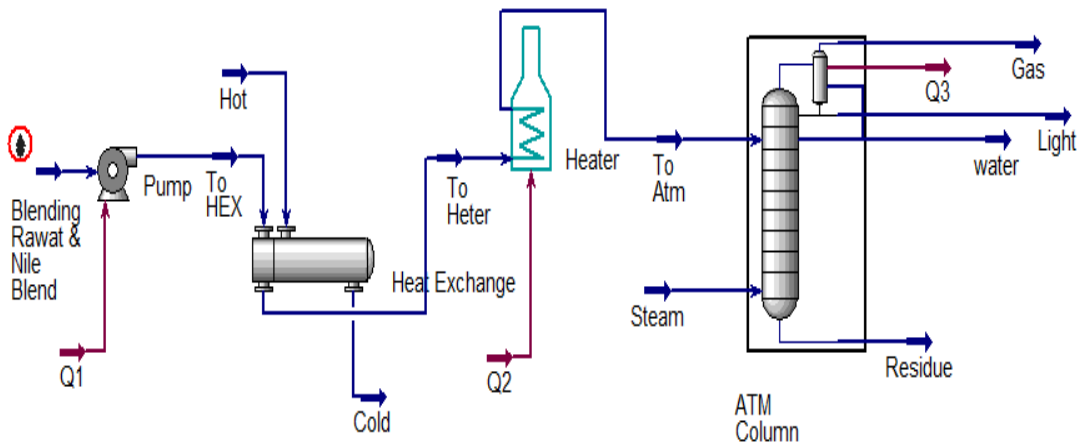 Blending
Rawat &
Nile
Blend
Q1
Pump
To
HEX
Hot
Heat Exchange
Cold
To
Heter
Q2
Heater
To
Atm
Steam
ATM
Column
Gas
Q3
Light
water
Residue